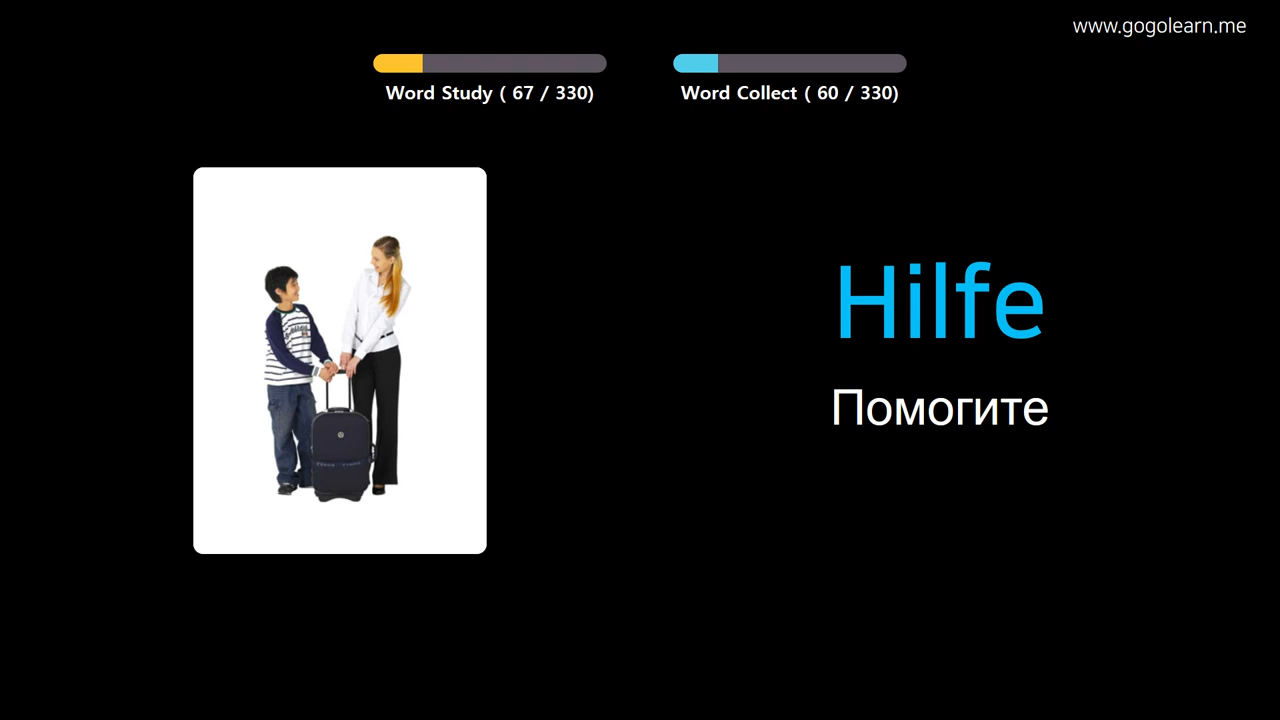 www.gogolearn.me
Word Study ( 67 / 330)
Word Collect ( 60 / 330)
Hilfe
Помогите